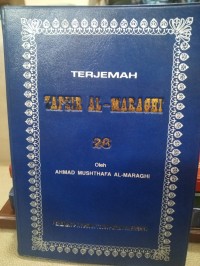 TERJEMAH
TAFSIR AL-MARAGHI
28
Oleh
AHMAD MUSHTHAFA AL-MARAGHI